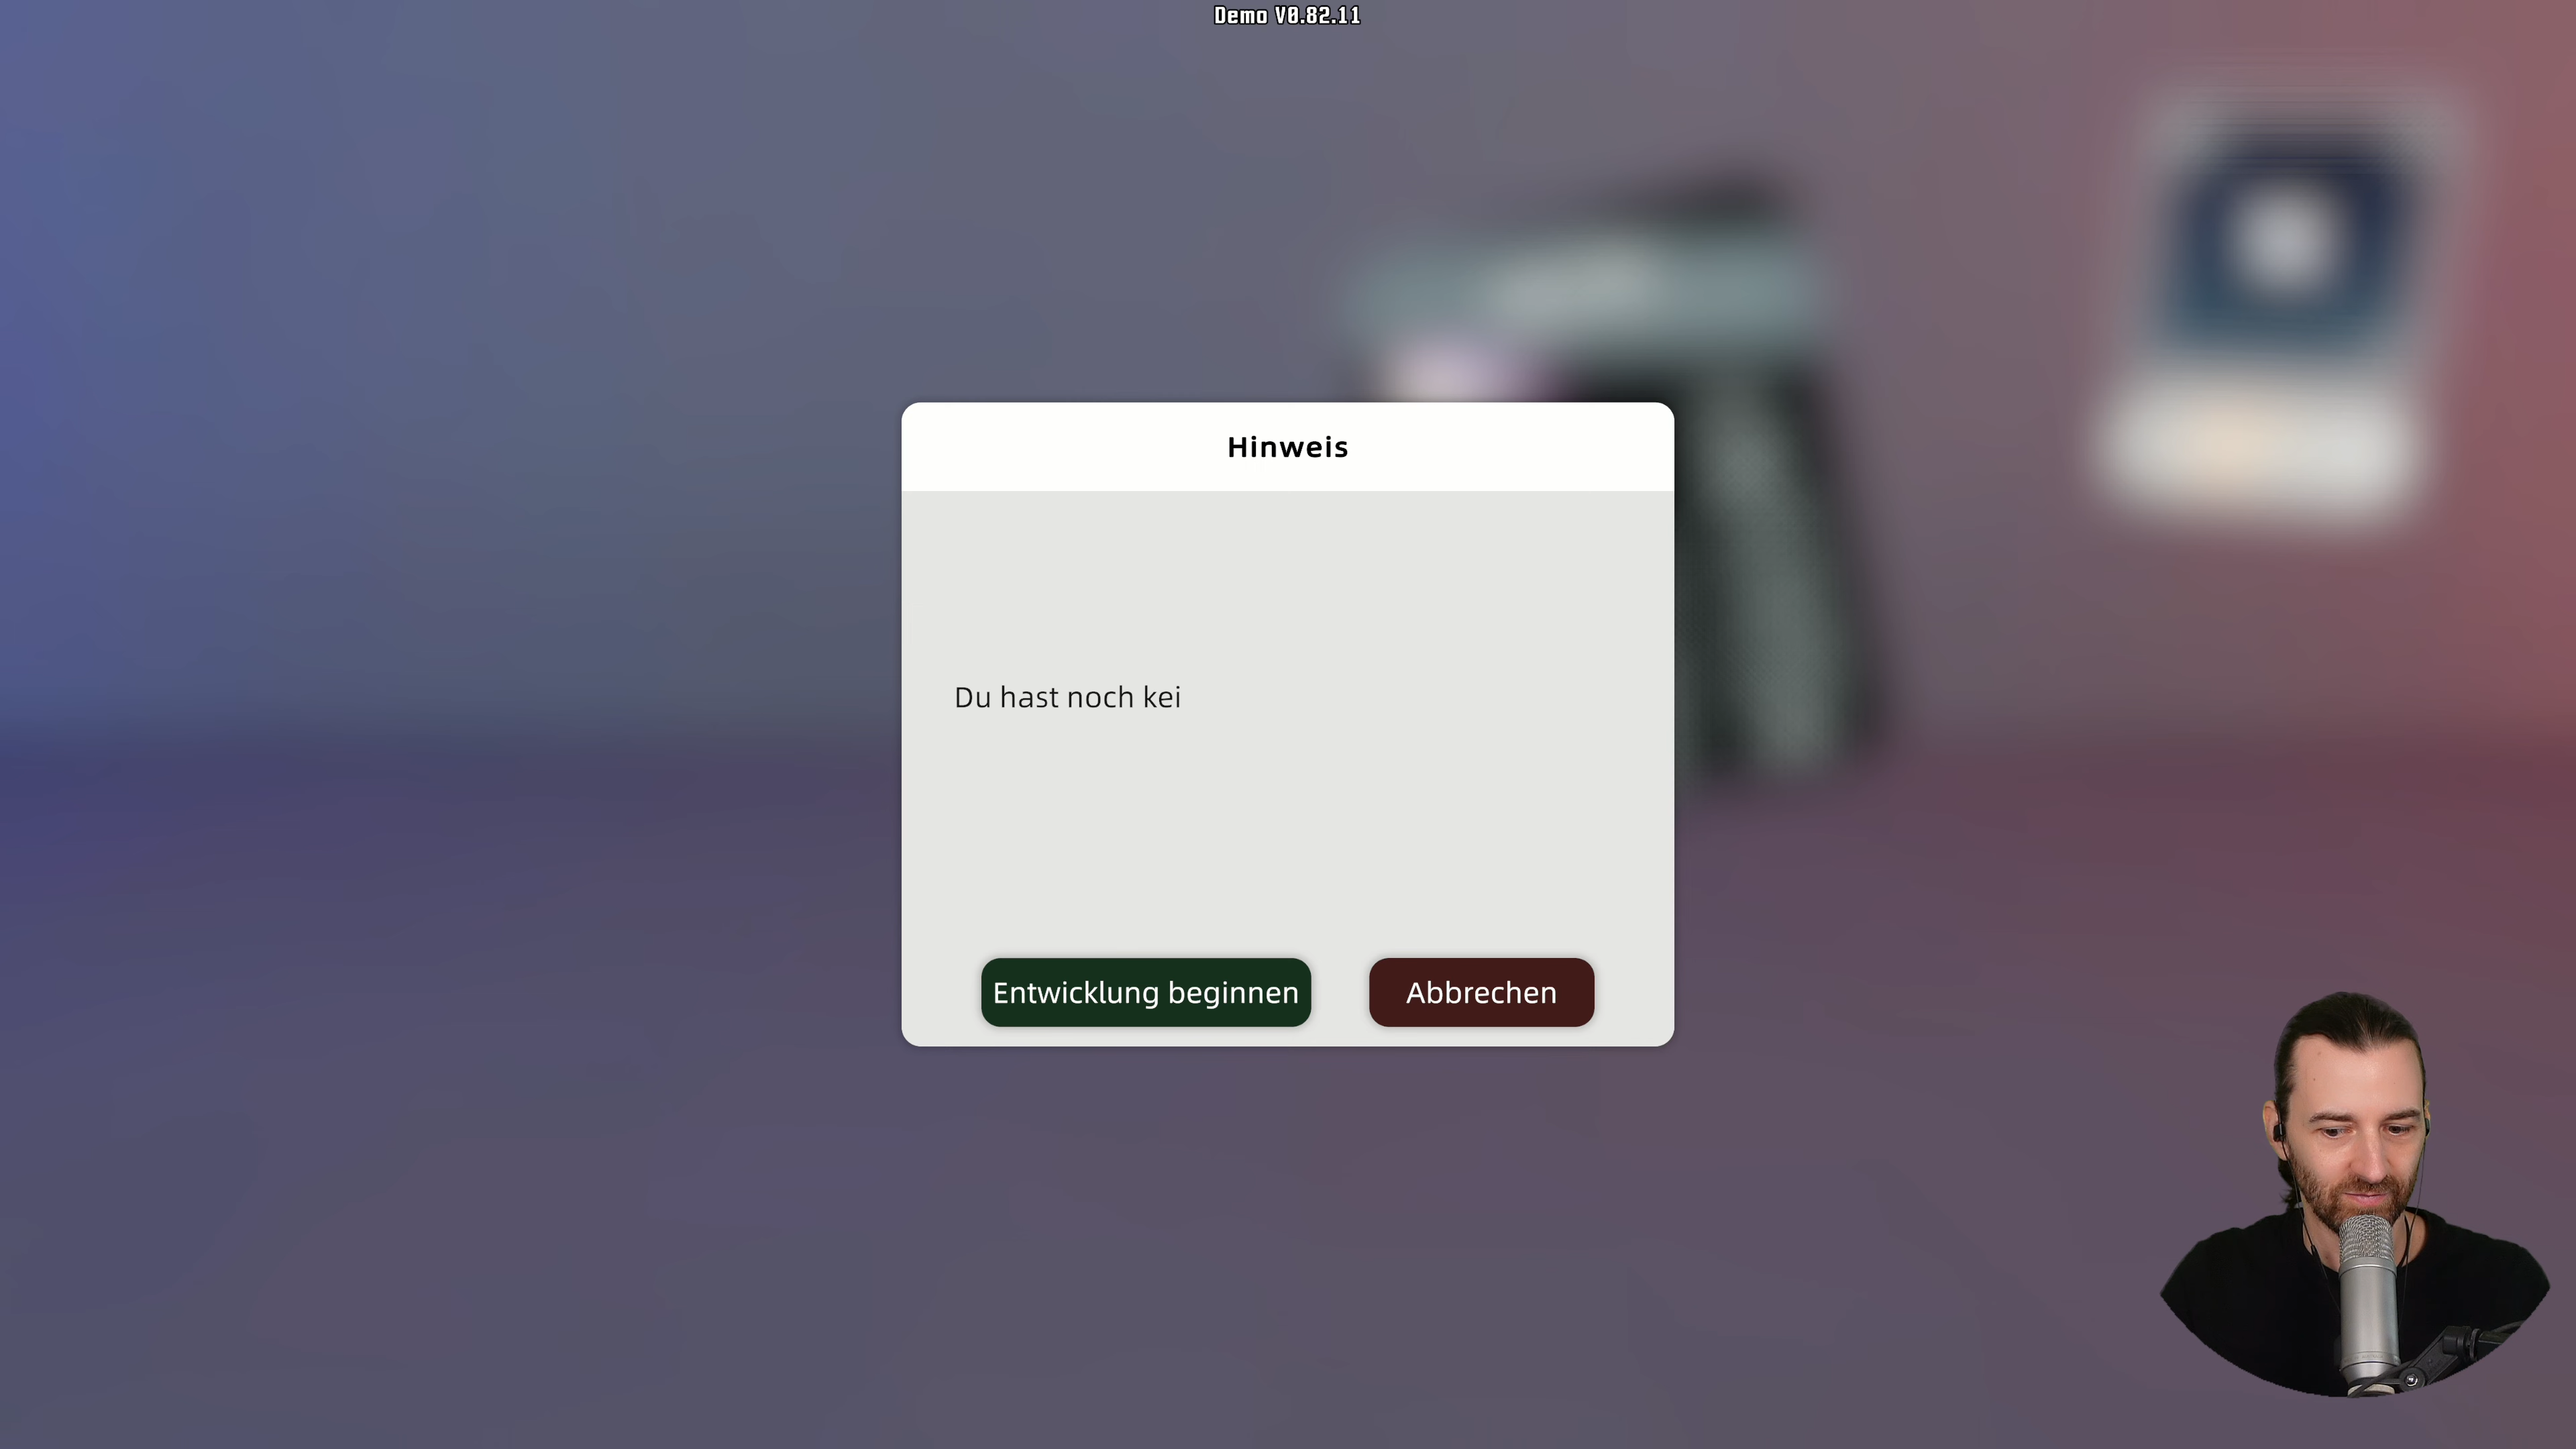 Demo V0.82.11
Hinweis
Du hast noch kei
Entwicklung beginnen
Abbrechen